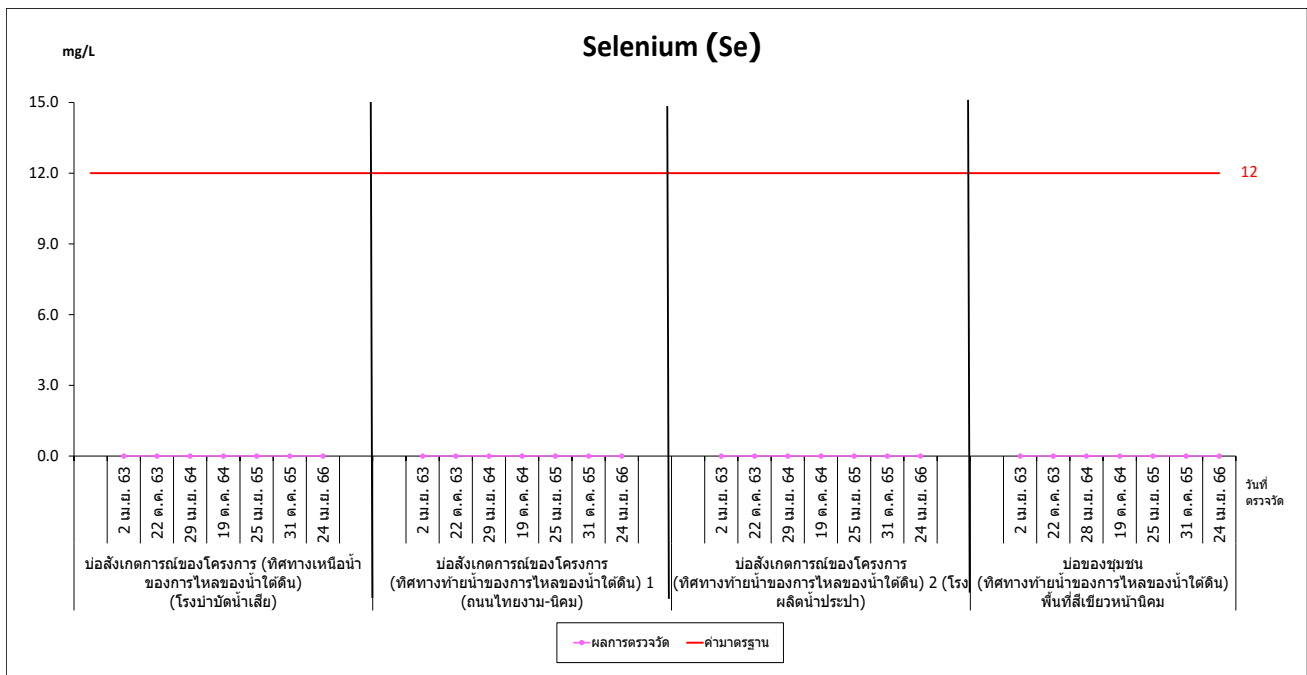 Selenium (Se)
mg/L
15.0
12.0
9.0
6.0
3.0
0.0
12
2 เม.ย. 63
22 ต.ค. 63
29 เม.ย. 64
19 ต.ค. 64
25 เม.ย. 65
31 ต.ค. 65
24 เม.ย. 66
2 เม.ย. 63
22 ต.ค. 63
29 เม.ย. 64
19 ต.ค. 64
25 เม.ย. 65
31 ต.ค. 65
24 เม.ย. 66
2 เม.ย. 63
22 ต.ค. 63
29 เม.ย. 64
19 ต.ค. 64
25 เม.ย. 65
31 ต.ค. 65
24 เม.ย. 66
2 เม.ย. 63
22 ต.ค. 63
28 เม.ย. 64
19 ต.ค. 64
25 เม.ย. 65
31 ต.ค. 65
24 เม.ย. 66
วันที่
ตรวจวัด
บ่อสังเกตการณ์ของโครงการ (ทิศทางเหนือน้ำ
ของการไหลของน้ำใต้ดิน)
(โรงบำบัดน้ำเสีย)
บ่อสังเกตการณ์ของโครงการ
(ทิศทางท้ายน้ำของการไหลของน้ำใต้ดิน) 1
(ถนนไทยงาม-นิคม)
บ่อสังเกตการณ์ของโครงการ
(ทิศทางท้ายน้ำของการไหลของน้ำใต้ดิน) 2 (โรง
ผลิตน้ำประปา)
บ่อของชุมชน
(ทิศทางท้ายน้ำของการไหลของน้ำใต้ดิน)
พื้นที่สีเขียวหน้านิคม
ผลการตรวจวัด
ค่ามาตรฐาน